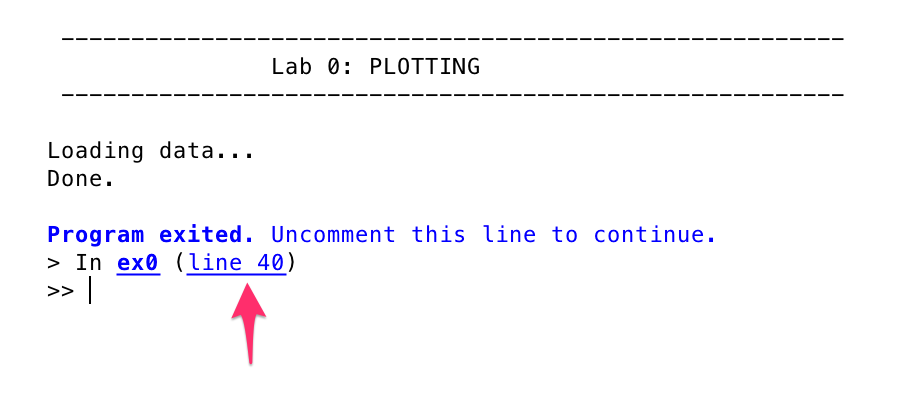 --------------------------------------------------------
Lab 0: PLOTTING
--------------------------------------------------------
Loading data...
Done.
Program exited. Uncomment this line to continue.
> In ex0 (line 40)
>>